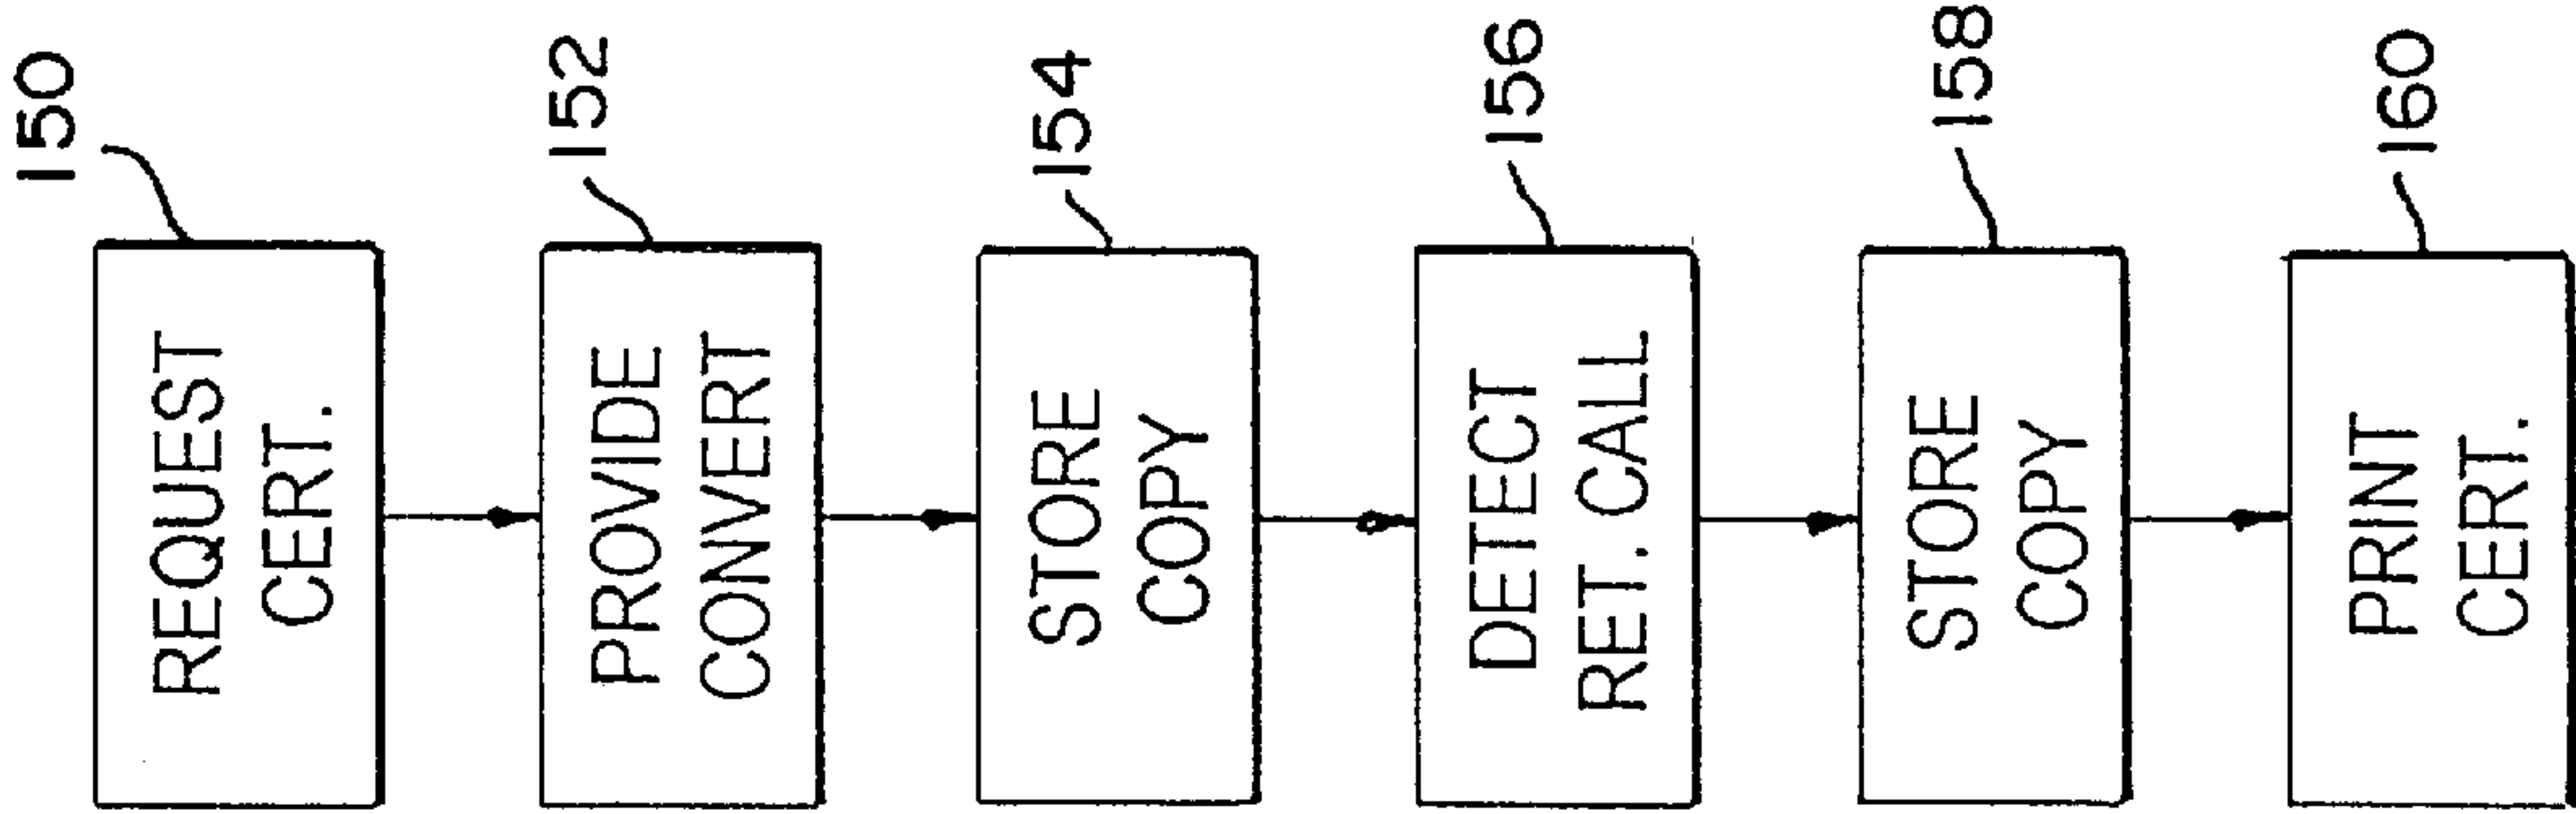 150
REQUEST
CERT.
152
PROVIDE
CONVERT
154
STORE
COPY
156
DETECT
RET. CALL
158
STORE
COPY
160
PRINT
CERT.